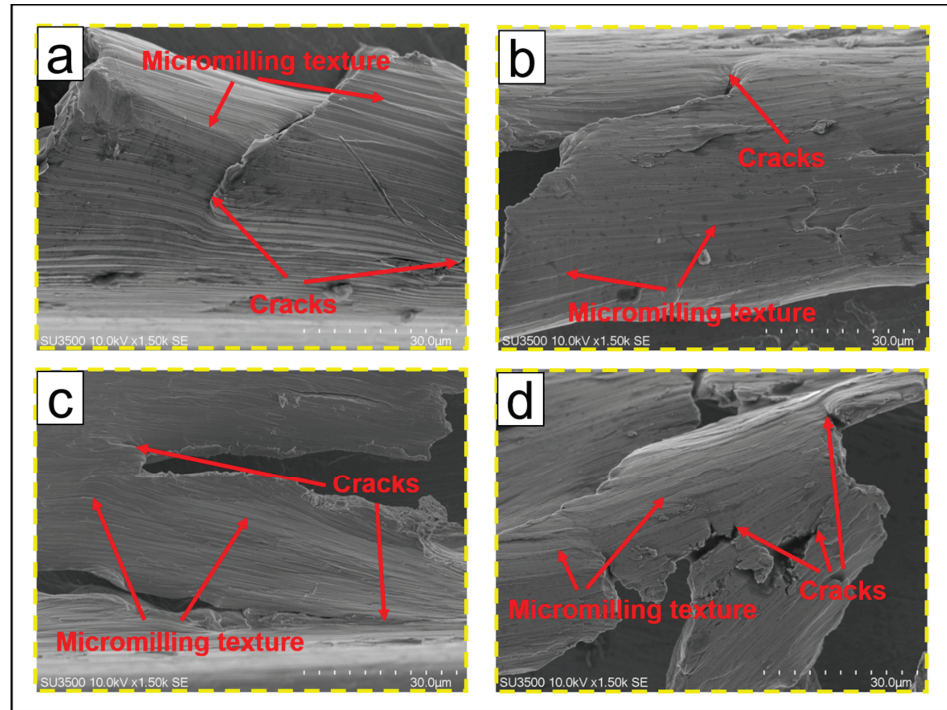 a
Micromilling texture
Cracks
SU3500 10.0kV x1.50k SE
30.0μm
b
Cracks
Micromilling texture
SU3500 10.0kV x1.50k SE
30.0μm
c
Cracks
Micromilling texture
SU3500 10.0kV x1.50k SE
30.0μm
d
Cracks
Micromilling texture
SU3500 10.0kV x1.50k SE
30.0μm